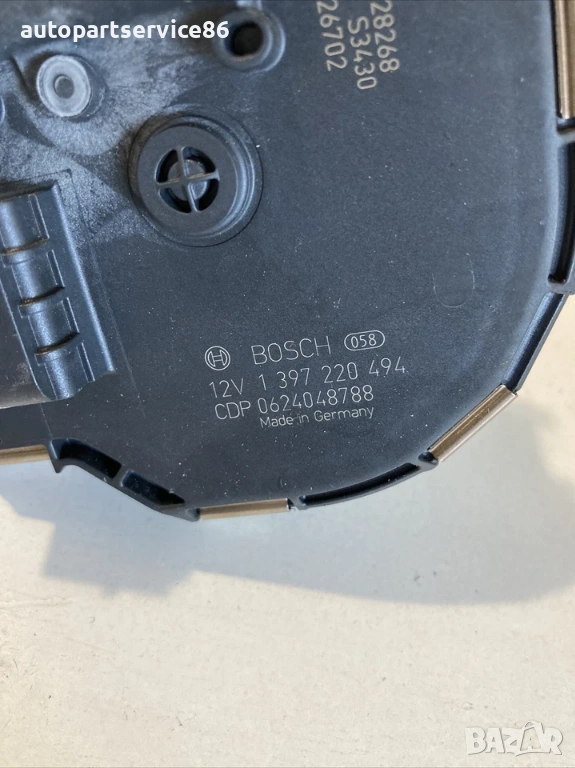 autopartservice86
28268
S3430
26702
BOSCH 058
12V 1 397 220 494
CDP 0624048788
Made in Germany
BAZAR